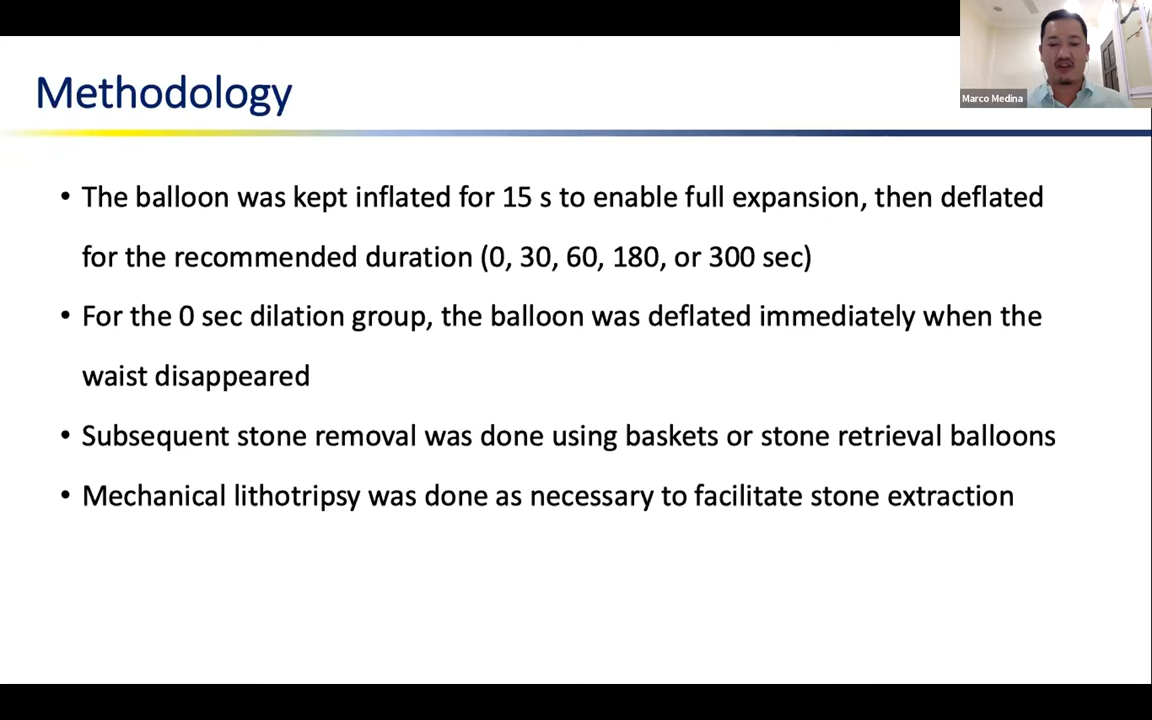 Methodology
Marco Medina
• The balloon was kept inflated for 15 s to enable full expansion, then deflated
for the recommended duration (0, 30, 60, 180, or 300 sec)
• For the 0 sec dilation group, the balloon was deflated immediately when the
waist disappeared
• Subsequent stone removal was done using baskets or stone retrieval balloons
• Mechanical lithotripsy was done as necessary to facilitate stone extraction